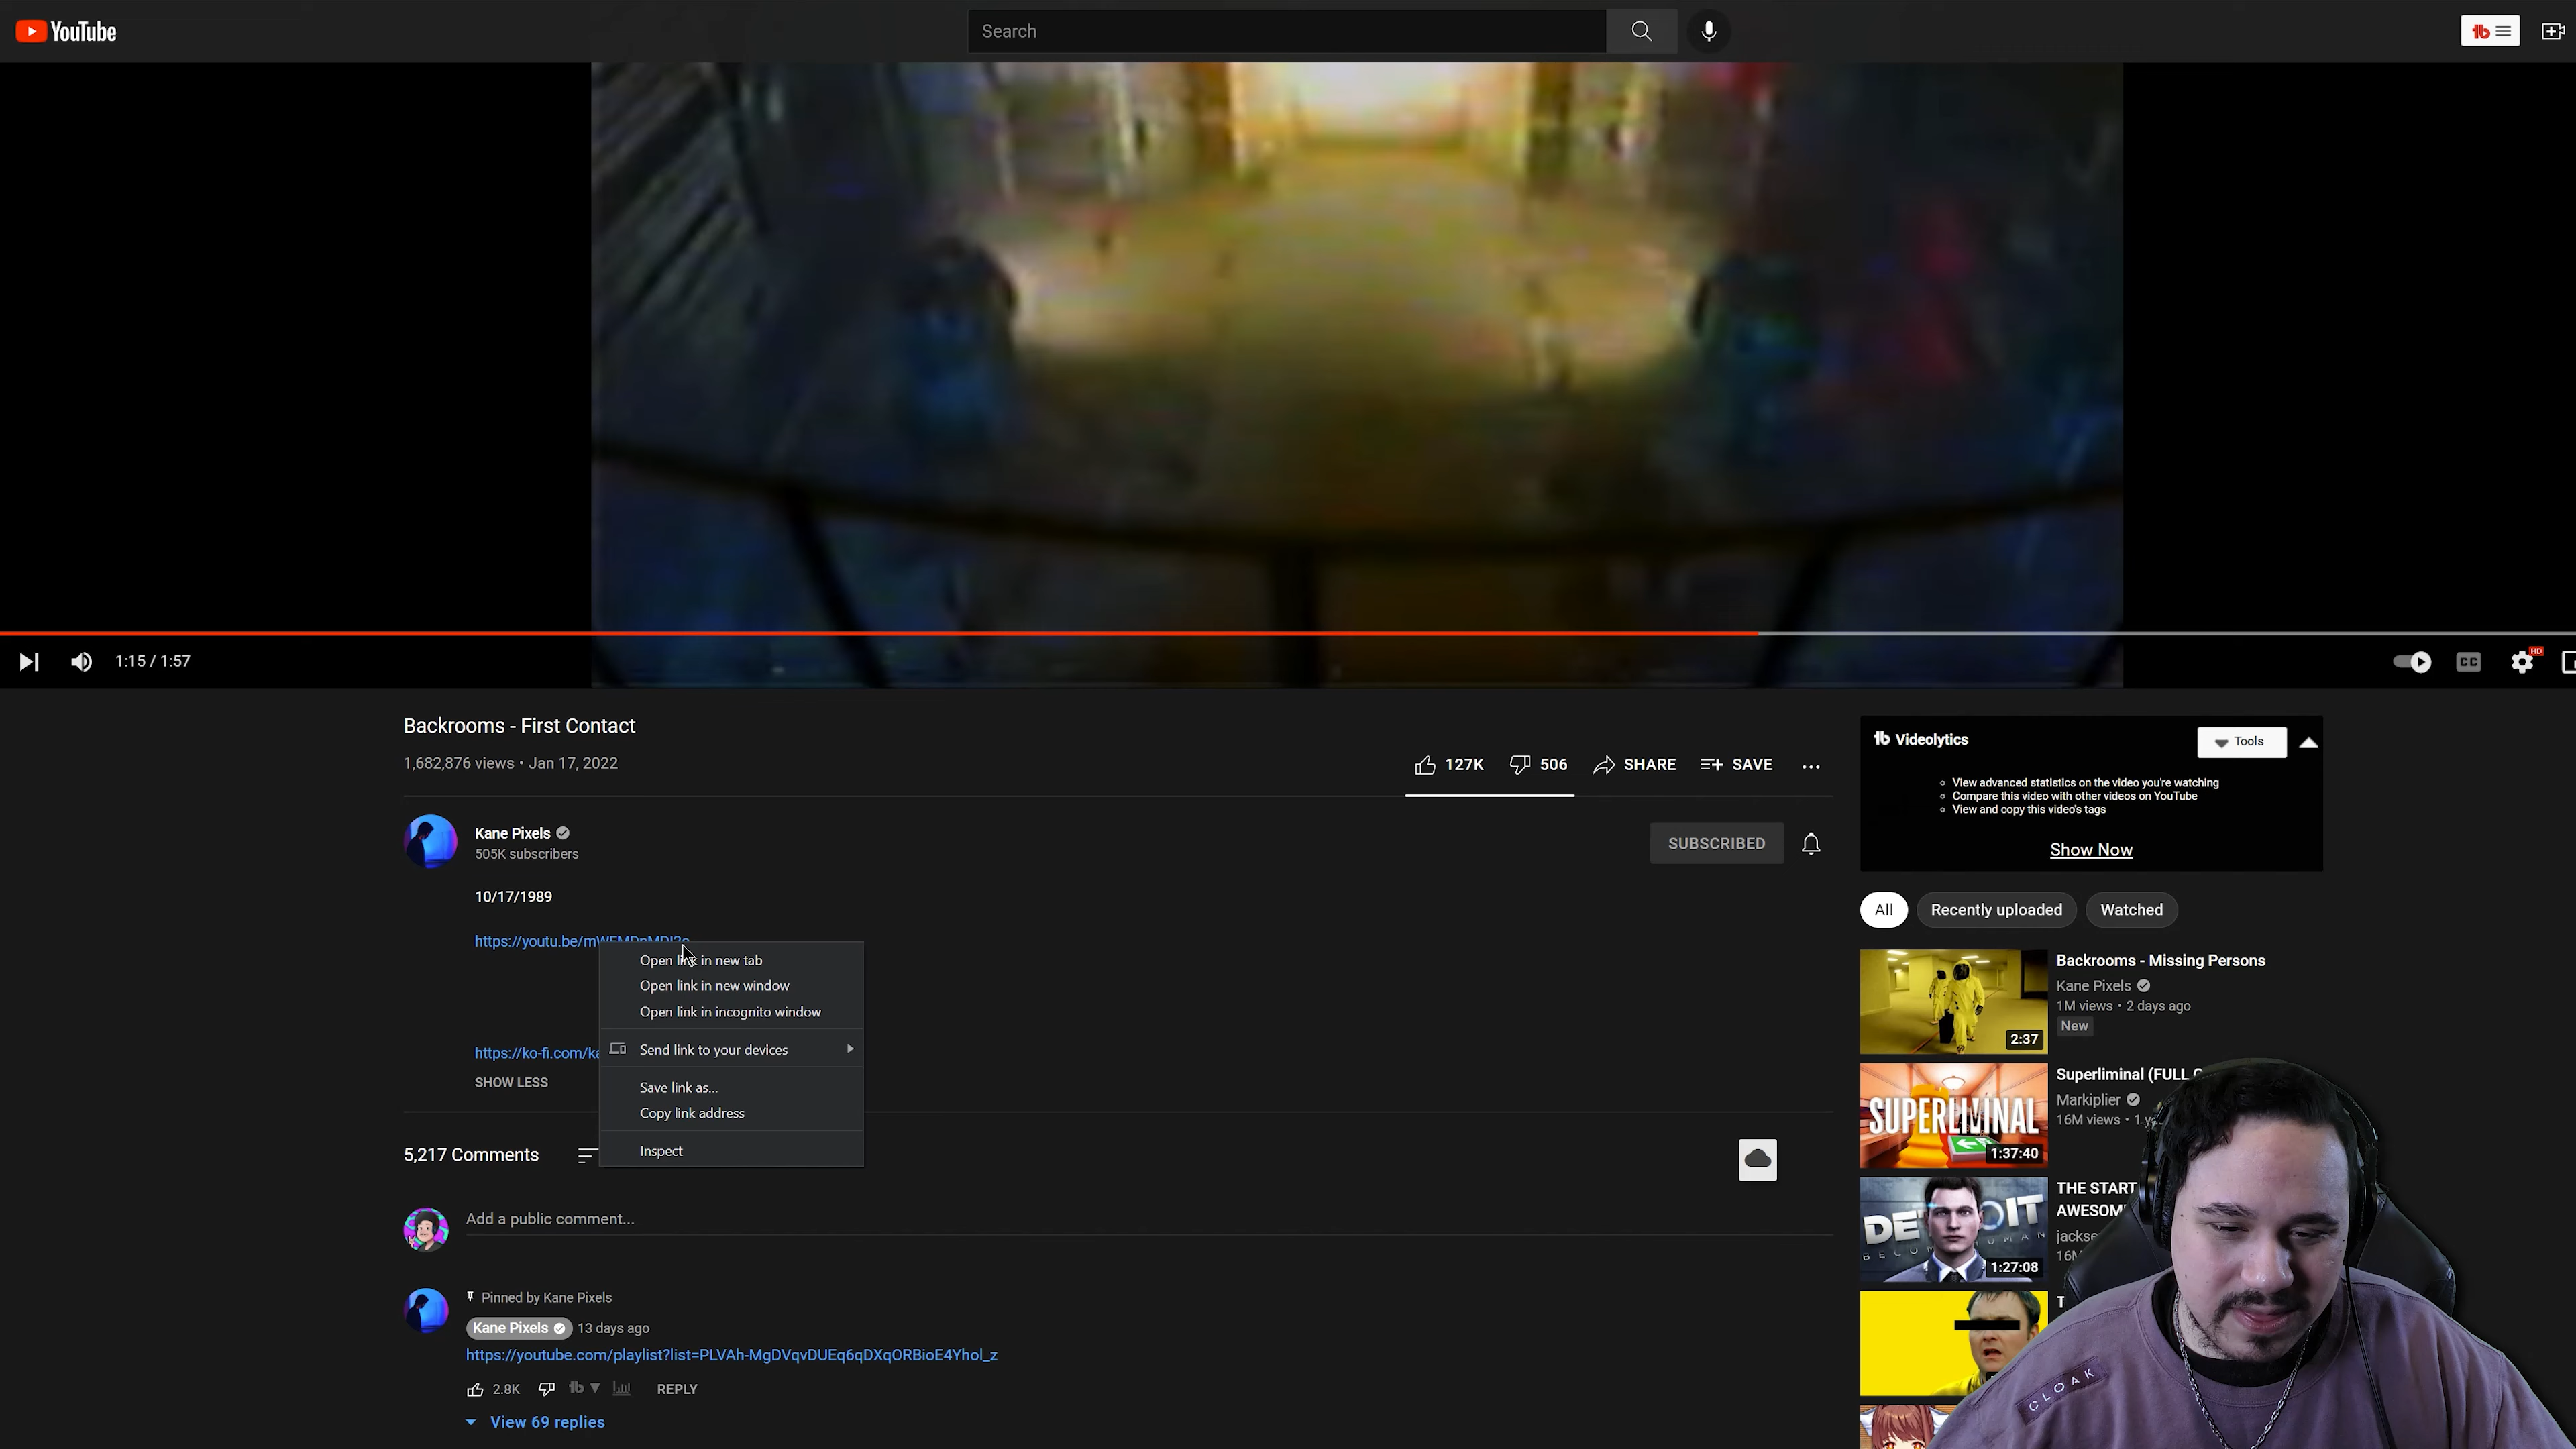 YouTube
Search
HD
CC
1:15 / 1:57
Backrooms - First Contact
1,682,876 views • Jan 17, 2022
127K
506
SHARE
SAVE
Kane Pixels
505K subscribers
SUBSCRIBED
10/17/1989
https://youtu.be/
Open link in new tab
Open link in new window
Open link in incognito window
Send link to your devices
Save link as...
Copy link address
Inspect
https://ko-fi.com/
SHOW LESS
5,217 Comments
Add a public comment...
Pinned by Kane Pixels
Kane Pixels 13 days ago
https://youtube.com/playlist?list=PLVAh-MgDVqvDUEq6qDXqORBioE4Yhol_z
2.8K
REPLY
View 69 replies
Videolytics
Tools
View advanced statistics on the video you're watching
Compare this video with other videos on YouTube
View and copy this video's tags
Show Now
All
Recently uploaded
Watched
Backrooms - Missing Persons
Kane Pixels
1M views • 2 days ago
New
2:37
Superliminal (FULL
Markiplier
16M views •
SUPERLIMINAL
1:37:40
THE START
1:27:08
CLOAK